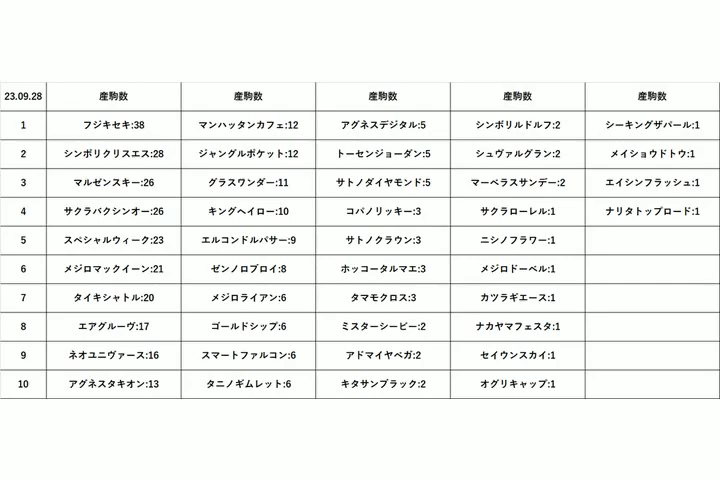 23.09.28 産駒数 産駒数 産駒数 産駒数 産駒数
1 フジキセキ:38 マンハッタンカフェ:12 アグネスデジタル:5 シンボリルドルフ:2 シーキングザパール:1
2 シンボリクリスエス:28 ジャングルポケット:12 トーセンジョーダン:5 シュヴァルグラン:2 メイショウドトウ:1
3 マルゼンスキー:26 グラスワンダー:11 サトノダイヤモンド:5 マーベラスサンデー:2 エイシンフラッシュ:1
4 サクラバクシンオー:26 キングヘイロー:10 コパノリッキー:3 サクラローレル:1 ナリタトップロード:1
5 スペシャルウィーク:23 エルコンドルパサー:9 サトノクラウン:3 ニシノフラワー:1
6 メジロマックイーン:21 ゼンノロブロイ:8 ホッコータルマエ:3 メジロドーベル:1
7 タイキシャトル:20 メジロライアン:6 タマモクロス:3 カツラギエース:1
8 エアグルーヴ:17 ゴールドシップ:6 ミスターシービー:2 ナカヤマフェスタ:1
9 ネオユニヴァース:16 スマートファルコン:6 アドマイヤベガ:2 セイウンスカイ:1
10 アグネスタキオン:13 タニノギムレット:6 キタサンブラック:2 オグリキャップ:1